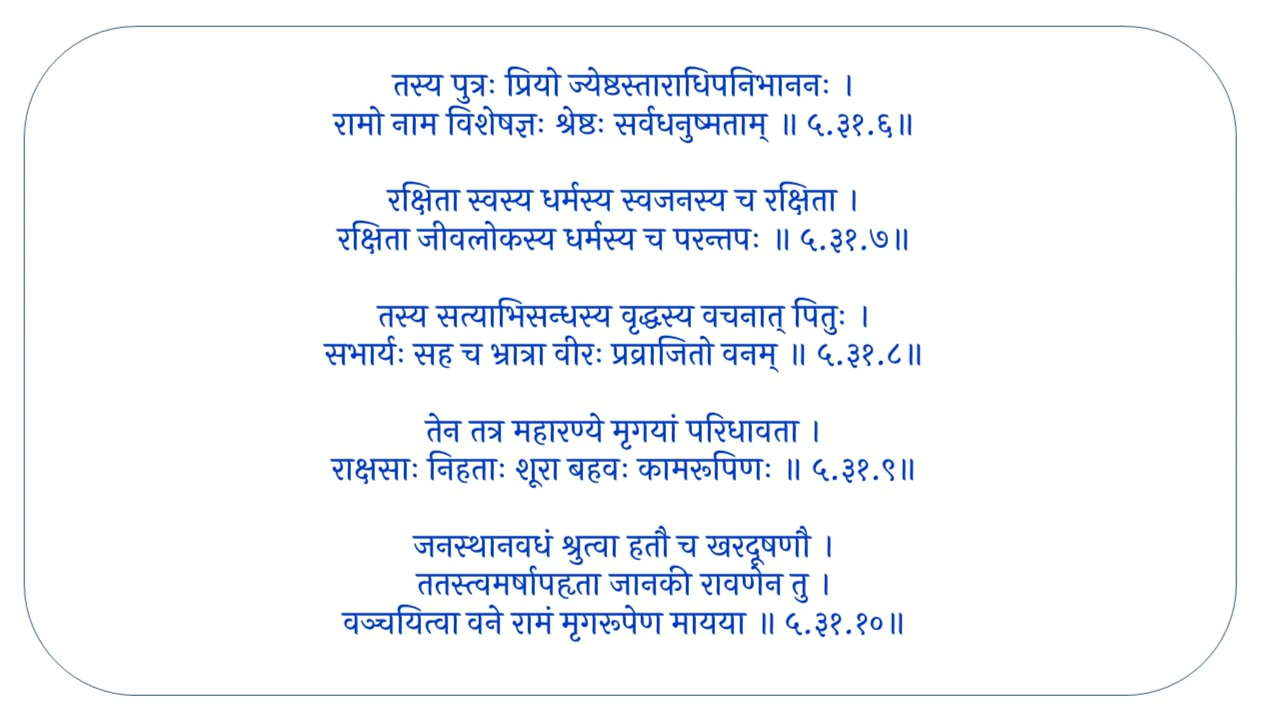 तस्य पुत्रः प्रियो ज्येष्ठस्ताराधिपनिभाननः ।
रामो नाम विशेषज्ञः श्रेष्ठः सर्वधनुष्मताम् ॥ ५.३१.६॥
रक्षिता स्वस्य धर्मस्य स्वजनस्य च रक्षिता ।
रक्षिता जीवलोकस्य धर्मस्य च परन्तपः ॥ ५.३१.७॥
तस्य सत्याभिसन्धस्य वृद्धस्य वचनात् पितुः ।
सभार्यः सह च भ्रात्रा वीरः प्रव्राजितो वनम् ॥ ५.३१.८॥
तेन तत्र महारण्ये मृगयां परिधावता ।
राक्षसाः निहताः शूरा बहवः कामरूपिणः ॥ ५.३१.९॥
जनस्थानवधं श्रुत्वा हतौ च खरदूषणौ ।
ततस्त्वमर्षापहृता जानकी रावणेन तु ।
वञ्चयित्वा वने रामं मृगरूपेण मायया ॥ ५.३१.१०॥